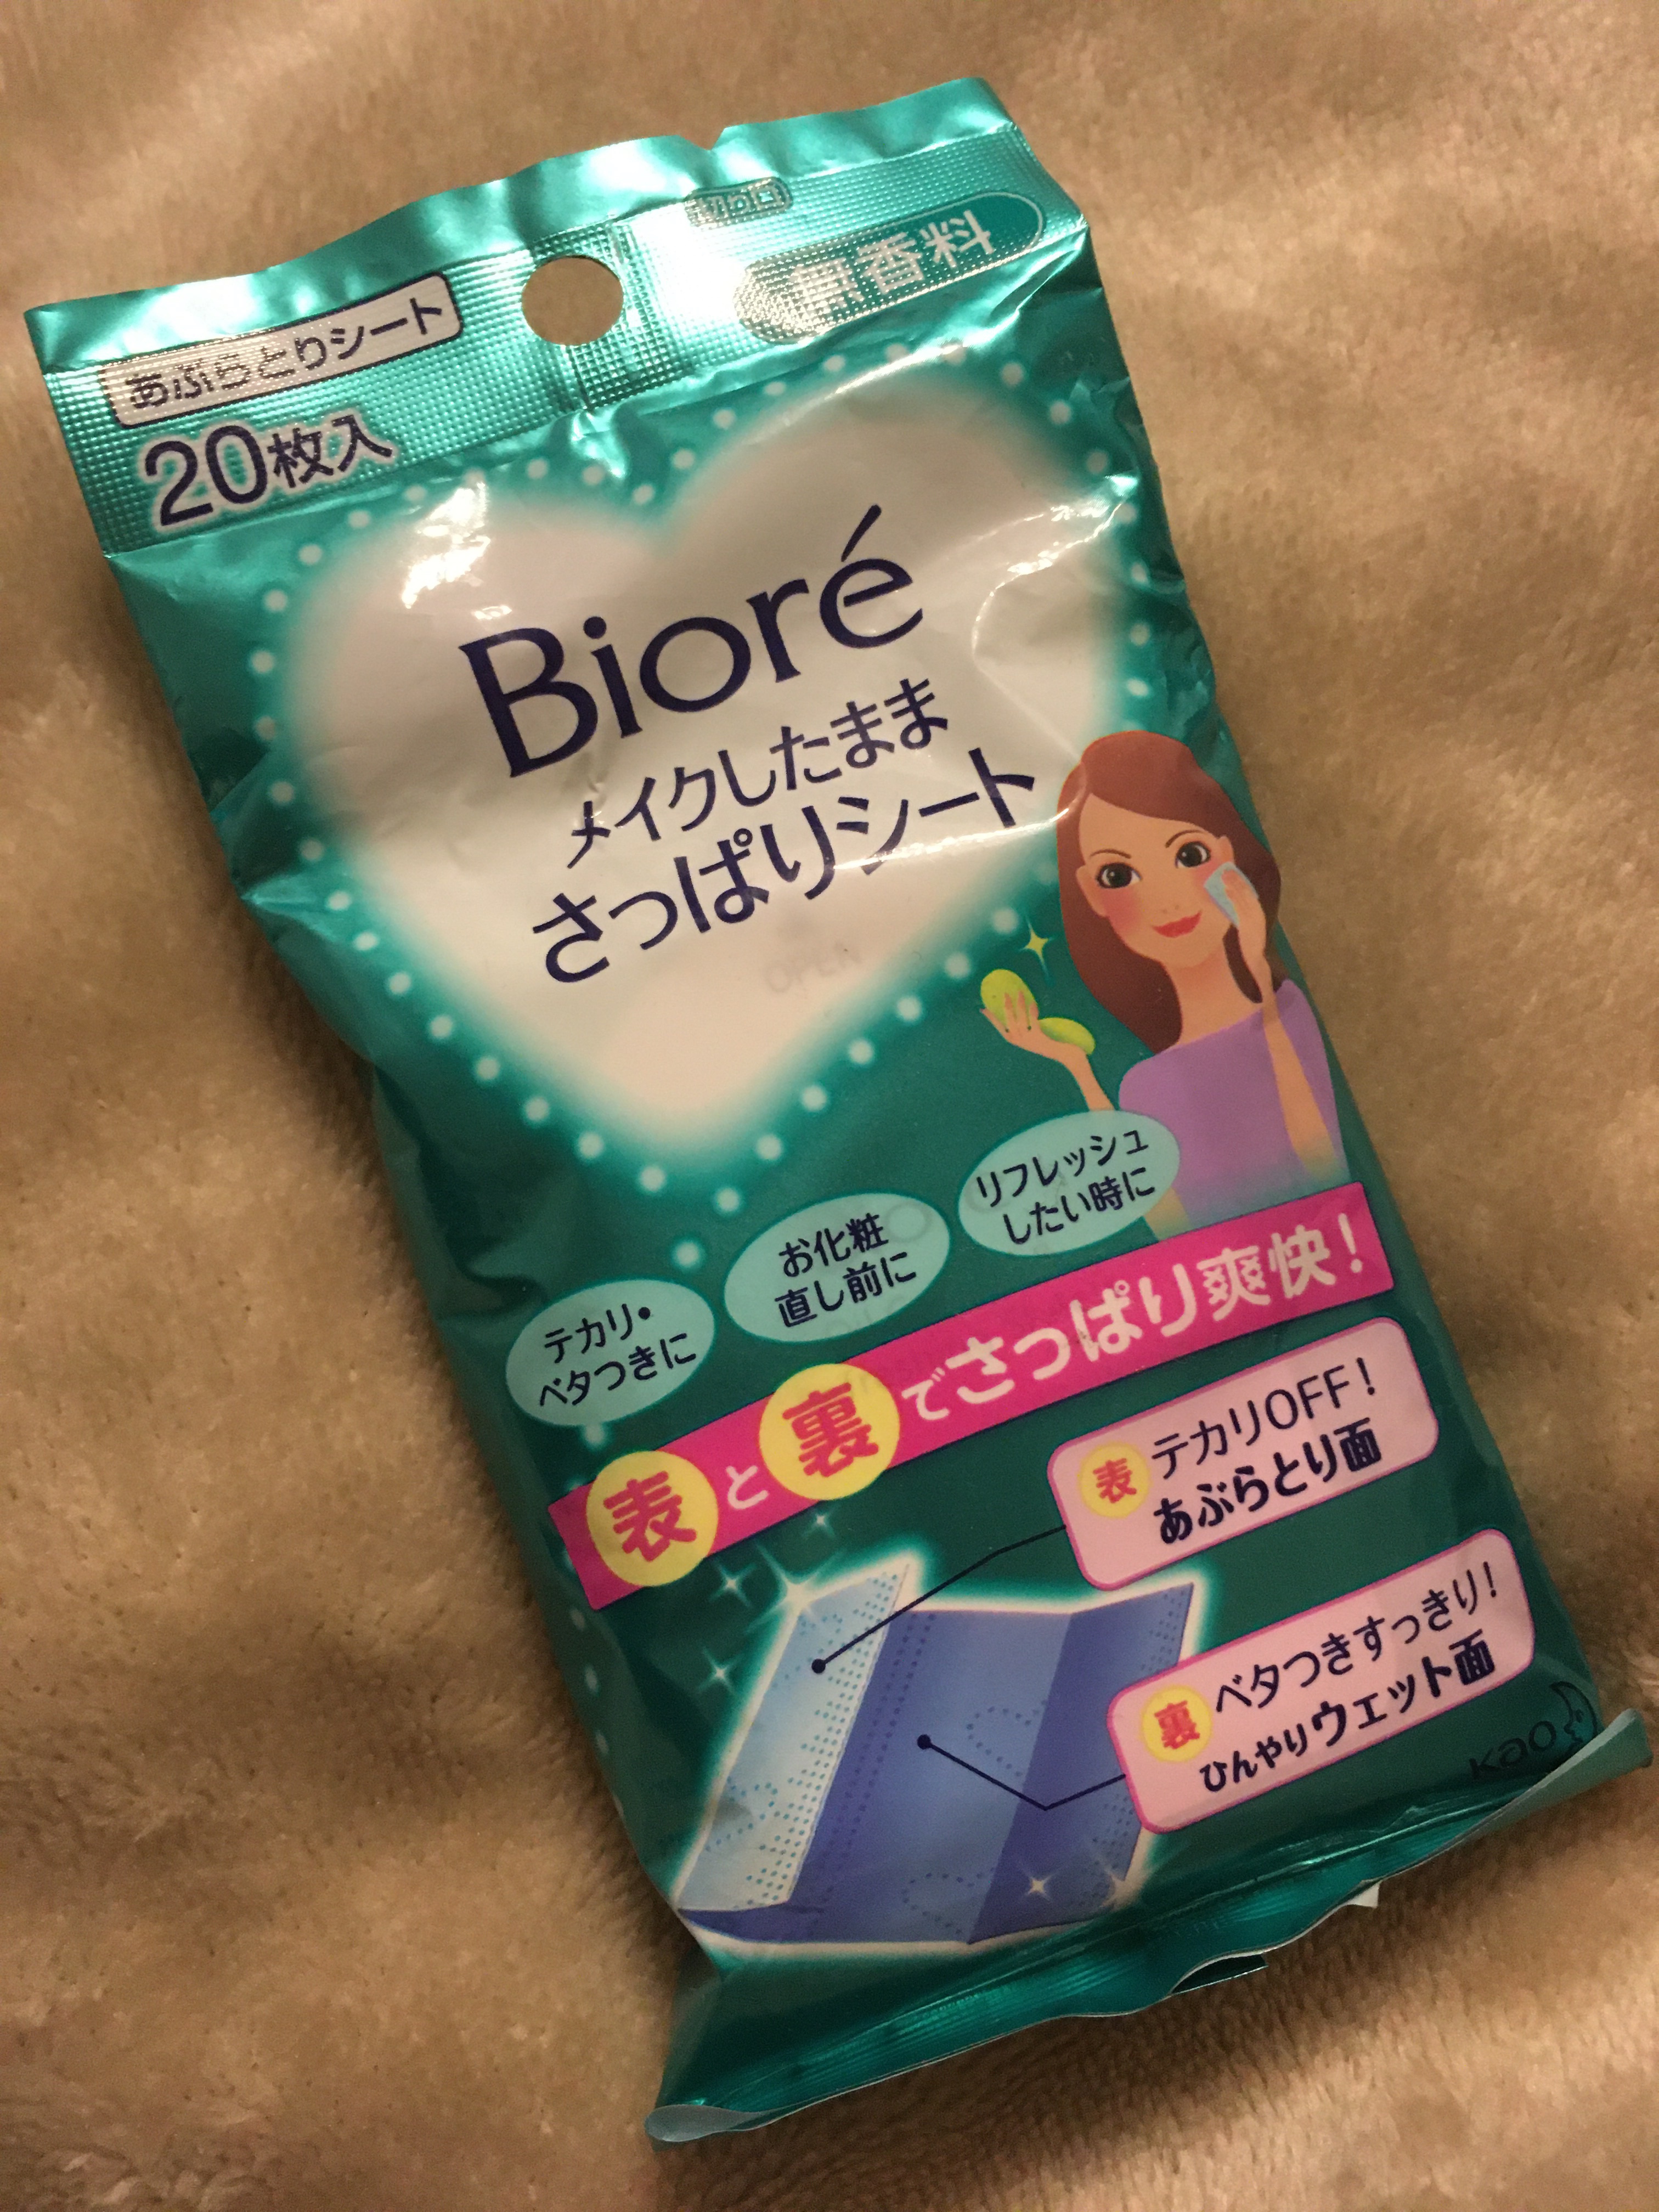 切り口
無香料
あぶらとりシート
20枚入
Bioré
メイクしたまま
さっぱりシート
OPEN
テカリ・
ベタつきに
お化粧
直し前に
リフレッシュ
したい時に
表と裏でさっぱり爽快!
表 テカリOFF!
あぶらとり面
裏 ベタつきすっきり!
ひんやりウェット面
Kao